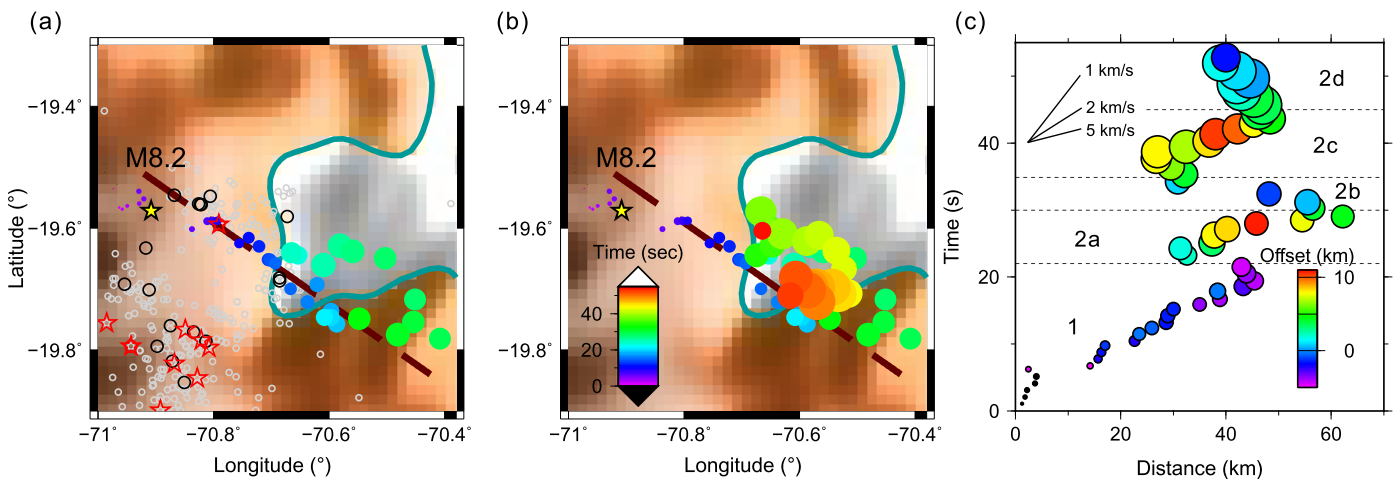 (a)
(b)
(c)
M8.2
−19.4
−19.6
−19.8
−71°
−70.8°
−70.6°
−70.4°
Latitude (°)
Longitude (°)
M8.2
−19.4
−19.6
−19.8
−71°
−70.8°
−70.6°
−70.4°
Longitude (°)
Time (sec)
40
20
0
1 km/s
2 km/s
5 km/s
2d
2c
2b
2a
1
Offset (km)
10
0
Time (s)
40
20
0
0
20
40
60
Distance (km)